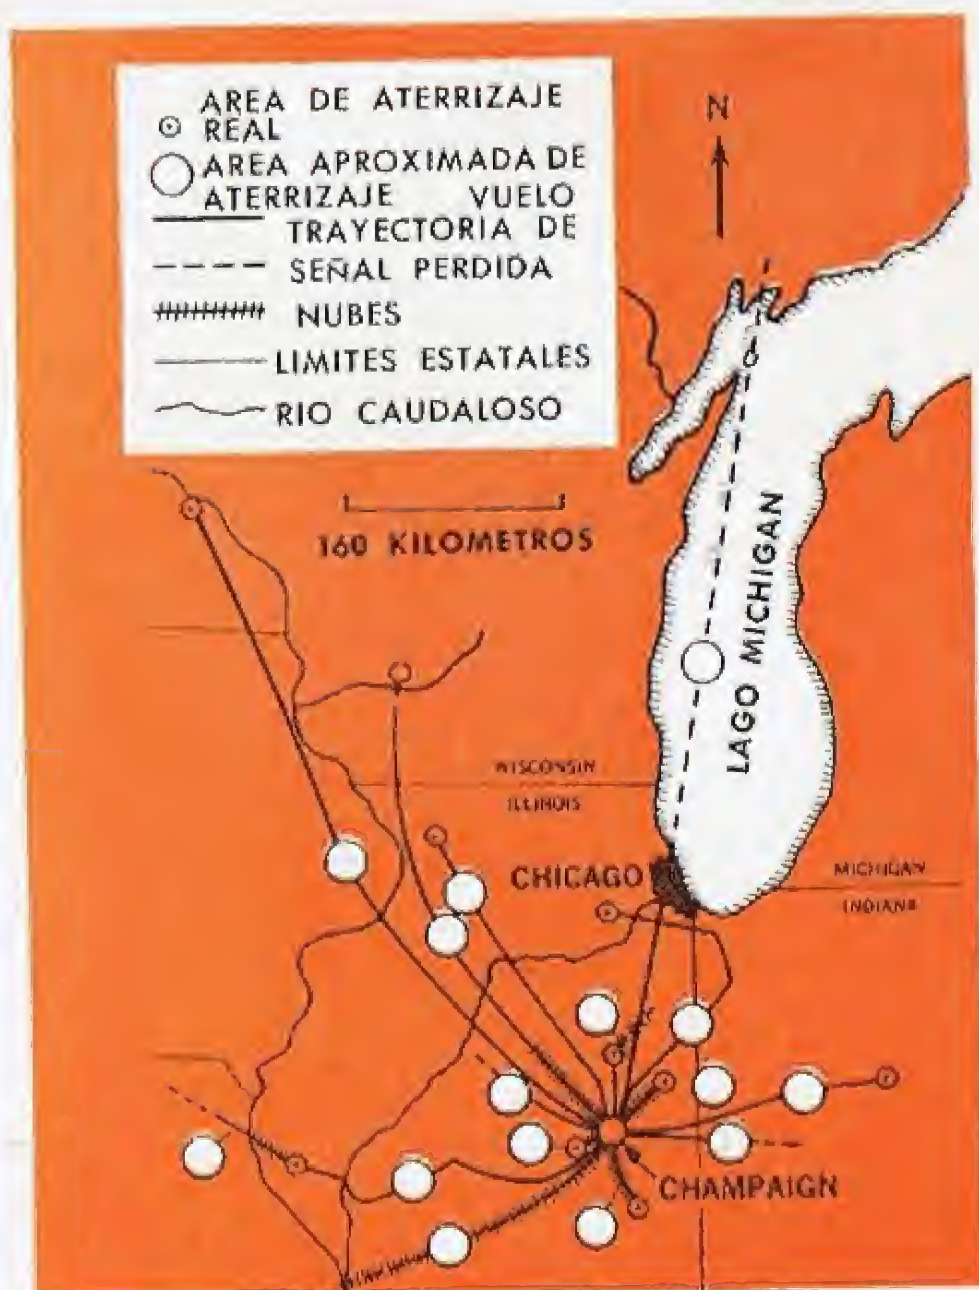 AREA DE ATERRIZAJE
REAL
AREA APROXIMADA DE
ATERRIZAJE VUELO
TRAYECTORIA DE
SEÑAL PERDIDA
NUBES
LIMITES ESTATALES
RIO CAUDALOSO
N
160 KILOMETROS
LAGO MICHIGAN
WISCONSIN
ILLINOIS
CHICAGO
MICHIGAN
INDIANA
CHAMPAIGN